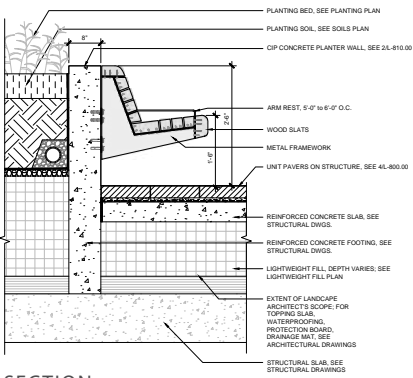 PLANTING BED, SEE PLANTING PLAN
PLANTING SOIL, SEE SOILS PLAN
8"
CIP CONCRETE PLANTER WALL, SEE 2/L-810.00
ARM REST, 5'-0" to 6'-0" O.C.
2'-6"
WOOD SLATS
1'-6"
METAL FRAMEWORK
UNIT PAVERS ON STRUCTURE, SEE 4/L-800.00
REINFORCED CONCRETE SLAB, SEE
STRUCTURAL DWGS.
REINFORCED CONCRETE FOOTING, SEE
STRUCTURAL DWGS.
LIGHTWEIGHT FILL, DEPTH VARIES; SEE
LIGHTWEIGHT FILL PLAN
EXTENT OF LANDCAPE
ARCHITECT'S SCOPE; FOR
TOPPING SLAB,
WATERPROOFING,
PROTECTION BOARD,
DRAINAGE MAT, SEE
ARCHITECTURAL DRAWINGS
STRUCTURAL SLAB, SEE
STRUCTURAL DRAWINGS
SECTION